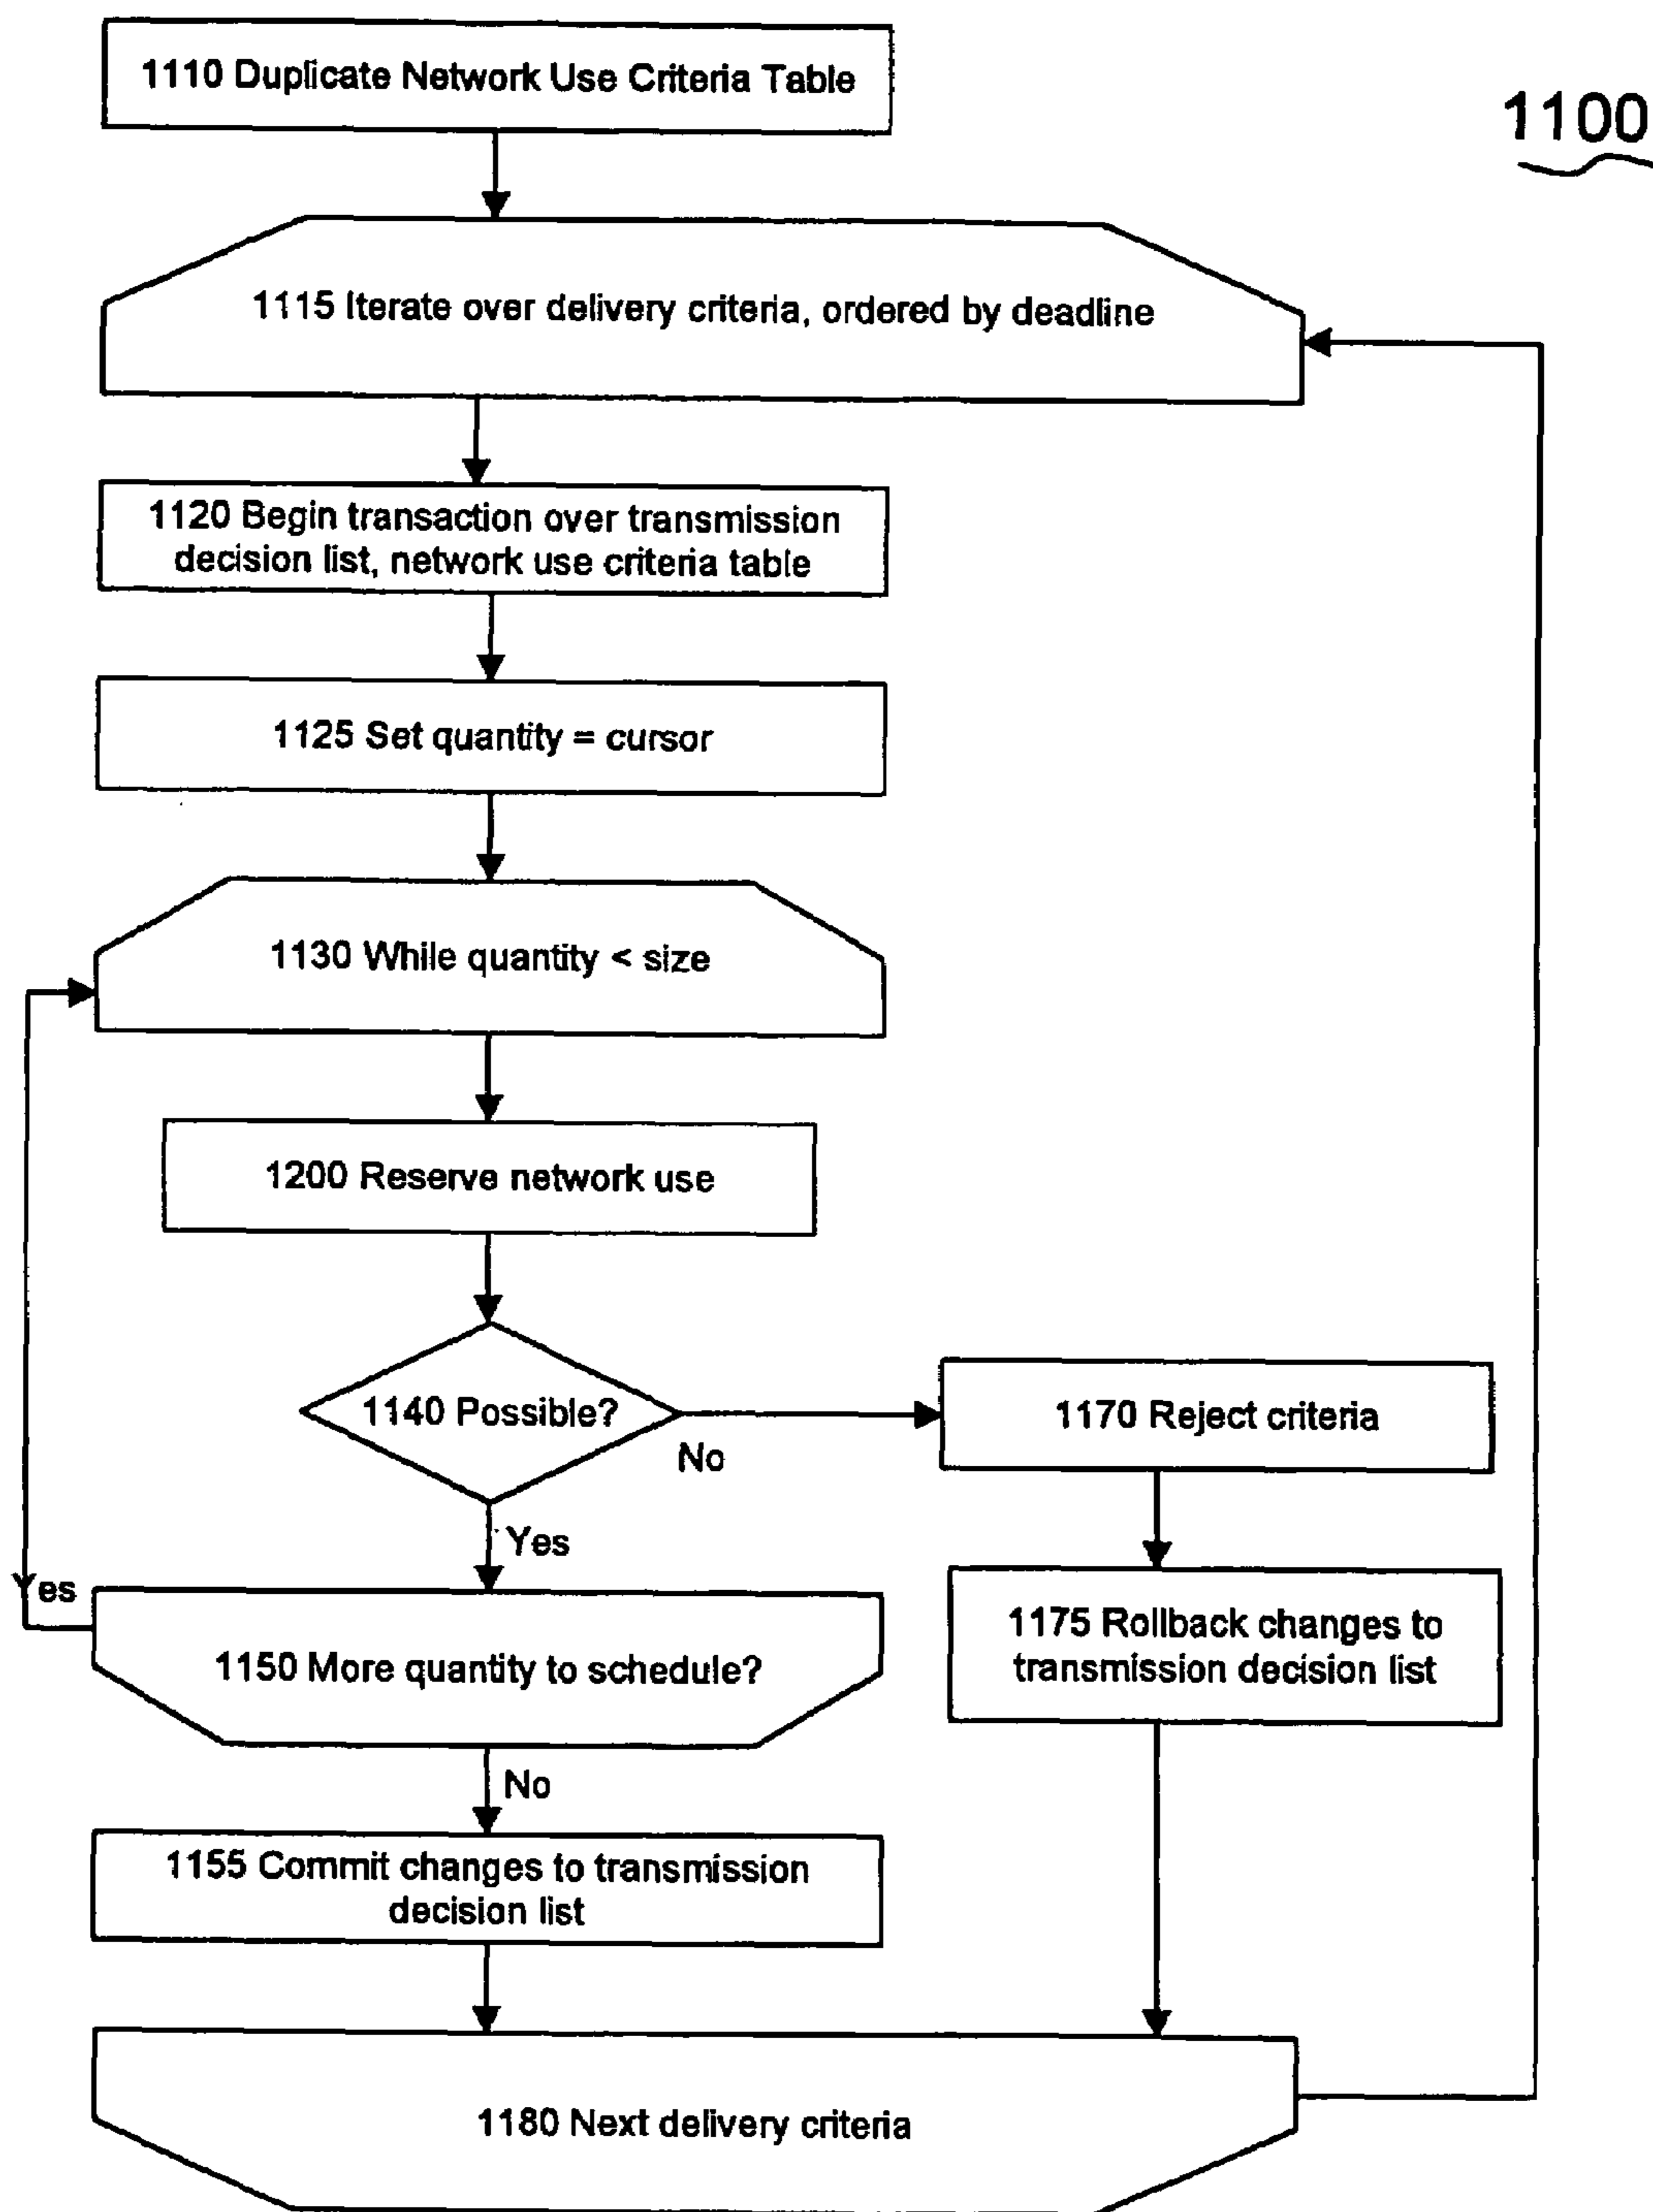 1110 Duplicate Network Use Criteria Table
1100
1115 Iterate over delivery criteria, ordered by deadline
1120 Begin transaction over transmission
decision list, network use criteria table
1125 Set quantity = cursor
1130 While quantity < size
1200 Reserve network use
1140 Possible?
No
1170 Reject criteria
Yes
Yes
1150 More quantity to schedule?
1175 Rollback changes to
transmission decision list
No
1155 Commit changes to transmission
decision list
1180 Next delivery criteria